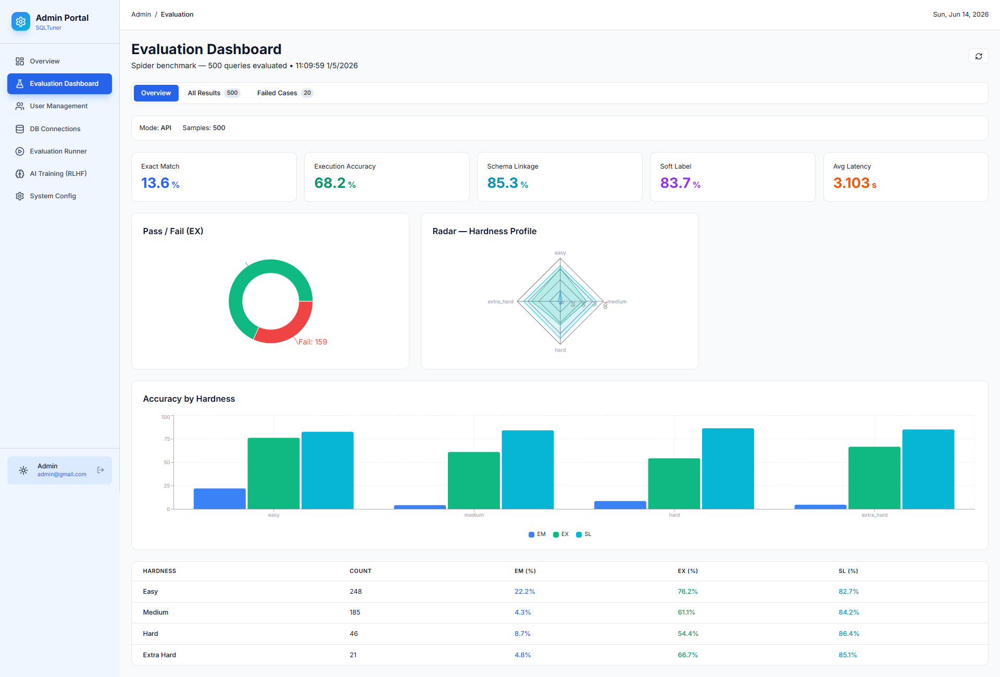 Admin Portal
SQLTuner
Overview
Evaluation Dashboard
User Management
DB Connections
Evaluation Runner
AI Training (RLHF)
System Config
Admin
admin@gmail.com
Admin / Evaluation
Sun, Jun 14, 2026
Evaluation Dashboard
Spider benchmark — 500 queries evaluated • 11:09:59 1/5/2026
Overview
All Results 500
Failed Cases 20
Mode: API Samples: 500
Exact Match
13.6 %
Execution Accuracy
68.2 %
Schema Linkage
85.3 %
Soft Label
83.7 %
Avg Latency
3.103 s
Pass / Fail (EX)
Fail: 159
Radar — Hardness Profile
easy
extra_hard
0 25 50 75 100
medium
hard
Accuracy by Hardness
100
75
50
25
0
easy medium hard extra_hard
EM EX SL
HARDNESS COUNT EM (%) EX (%) SL (%)
Easy 248 22.2% 76.2% 82.7%
Medium 185 4.3% 61.1% 84.2%
Hard 46 8.7% 54.4% 86.4%
Extra Hard 21 4.8% 66.7% 85.1%